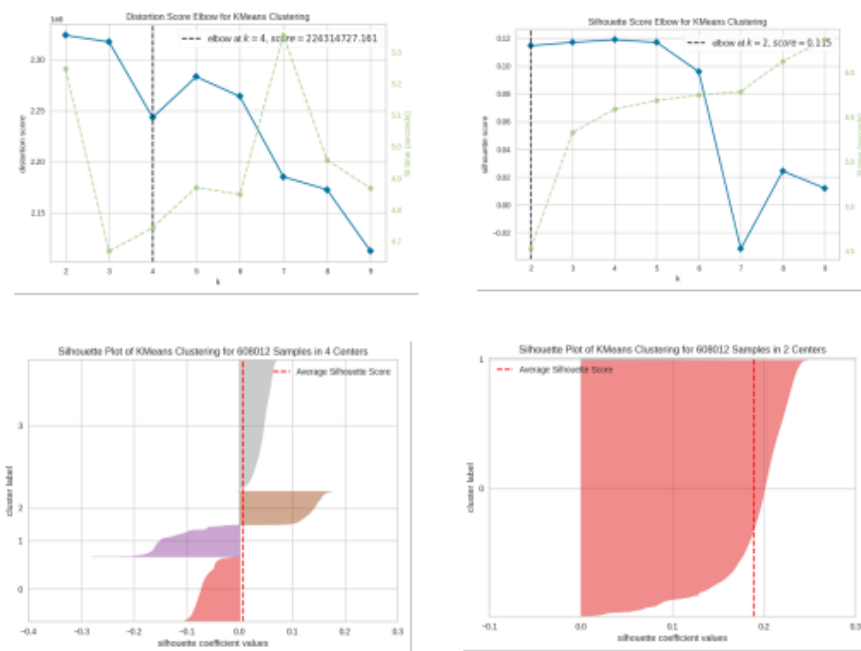 Distortion Score Elbow for KMeans Clustering
1e8
elbow at k = 4, score = 224314727.161
2.30
2.25
2.20
2.15
distortion score
5.3
5.2
5.1
5.0
4.9
4.8
4.7
fit time (seconds)
2 3 4 5 6 7 8 9
k
Silhouette Score Elbow for KMeans Clustering
elbow at k = 2, score = 0.115
0.12
0.10
0.08
0.06
0.04
0.02
0.00
−0.02
silhouette score
2 3 4 5 6 7 8 9
k
Silhouette Plot of KMeans Clustering for 608012 Samples in 4 Centers
Average Silhouette Score
3
2
1
0
cluster label
−0.4 −0.3 −0.2 −0.1 0.0 0.1 0.2 0.3
silhouette coefficient values
Silhouette Plot of KMeans Clustering for 608012 Samples in 2 Centers
Average Silhouette Score
1
0
cluster label
−0.1 0.0 0.1 0.2 0.3
silhouette coefficient values